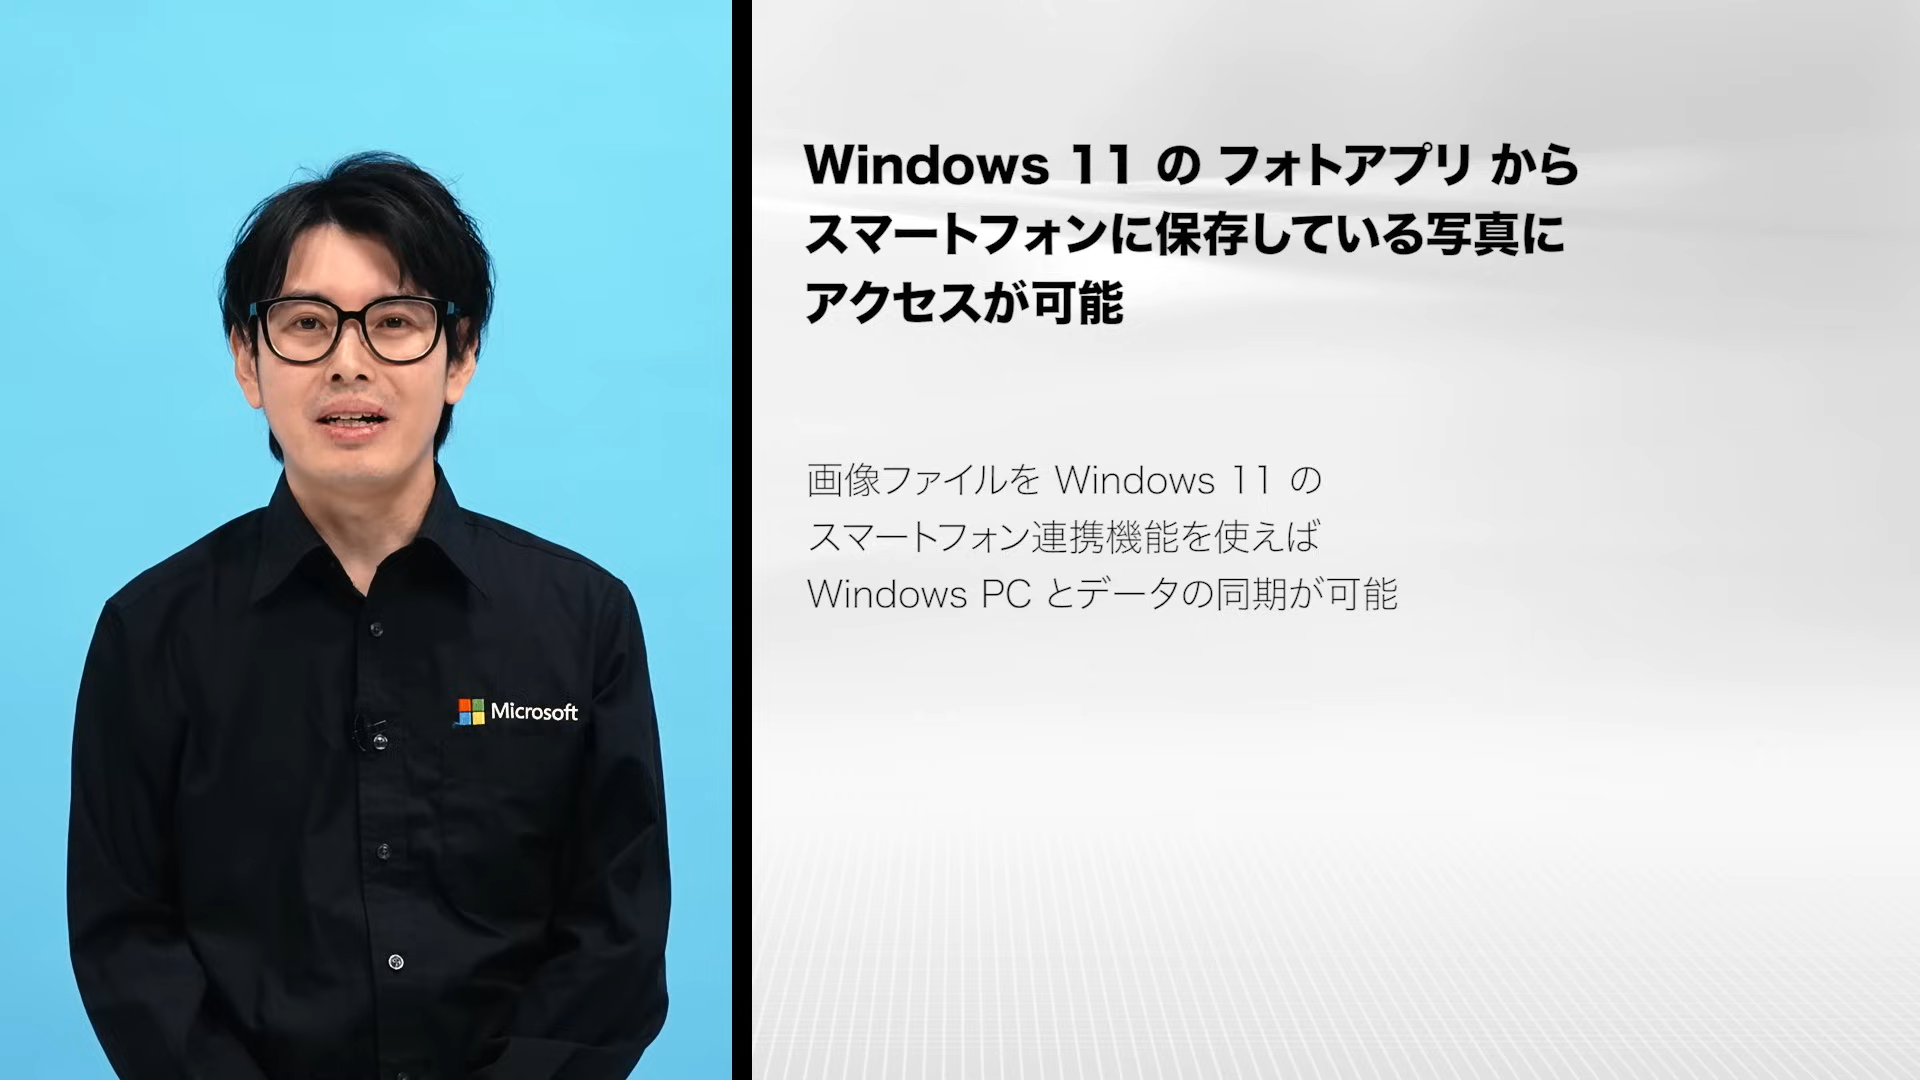 Windows 11 の フォトアプリ から
スマートフォンに保存している写真に
アクセスが可能
画像ファイルを Windows 11 の
スマートフォン連携機能を使えば
Windows PC とデータの同期が可能
Microsoft